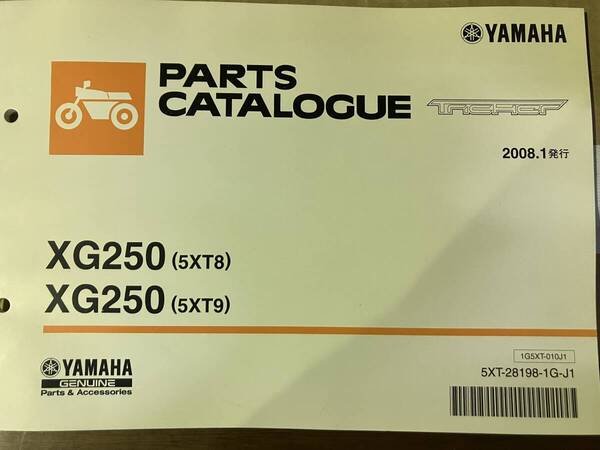 YAMAHA
PARTS
CATALOGUE
TRICKER
2008.1発行
XG250 (5XT8)
XG250 (5XT9)
YAMAHA
GENUINE
Parts & Accessories
1G5XT-010J1
5XT-28198-1G-J1